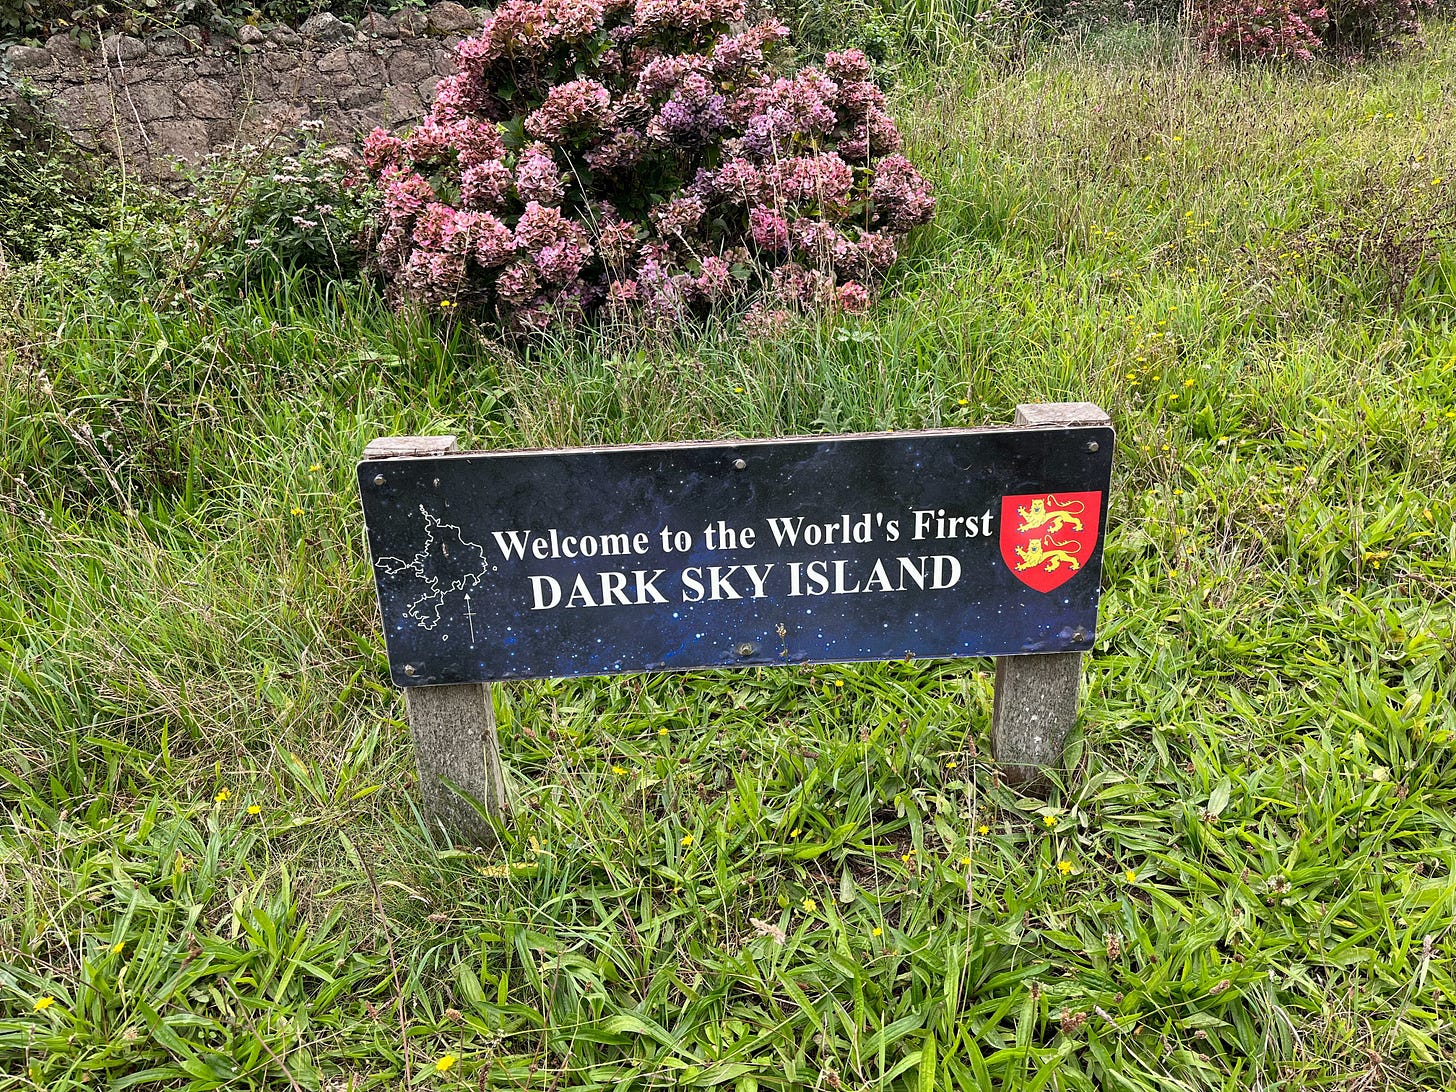 Welcome to the World's First
DARK SKY ISLAND